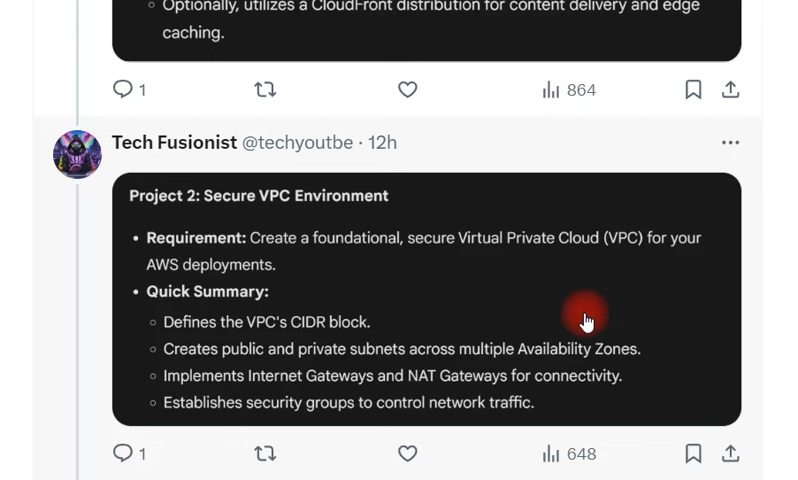 Optionally, utilizes a CloudFront distribution for content delivery and edge
caching.
1
864
Tech Fusionist @techyoutbe · 12h
Project 2: Secure VPC Environment
• Requirement: Create a foundational, secure Virtual Private Cloud (VPC) for your
AWS deployments.
• Quick Summary:
○ Defines the VPC's CIDR block.
○ Creates public and private subnets across multiple Availability Zones.
○ Implements Internet Gateways and NAT Gateways for connectivity.
○ Establishes security groups to control network traffic.
1
648